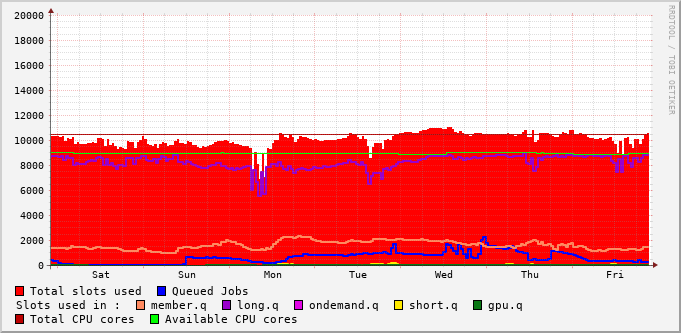 RRDTOOL / TOBI OETIKER
20000
18000
16000
14000
12000
10000
8000
6000
4000
2000
0
Sat Sun Mon Tue Wed Thu Fri
Total slots used Queued Jobs
Slots used in : member.q long.q ondemand.q short.q gpu.q
Total CPU cores Available CPU cores